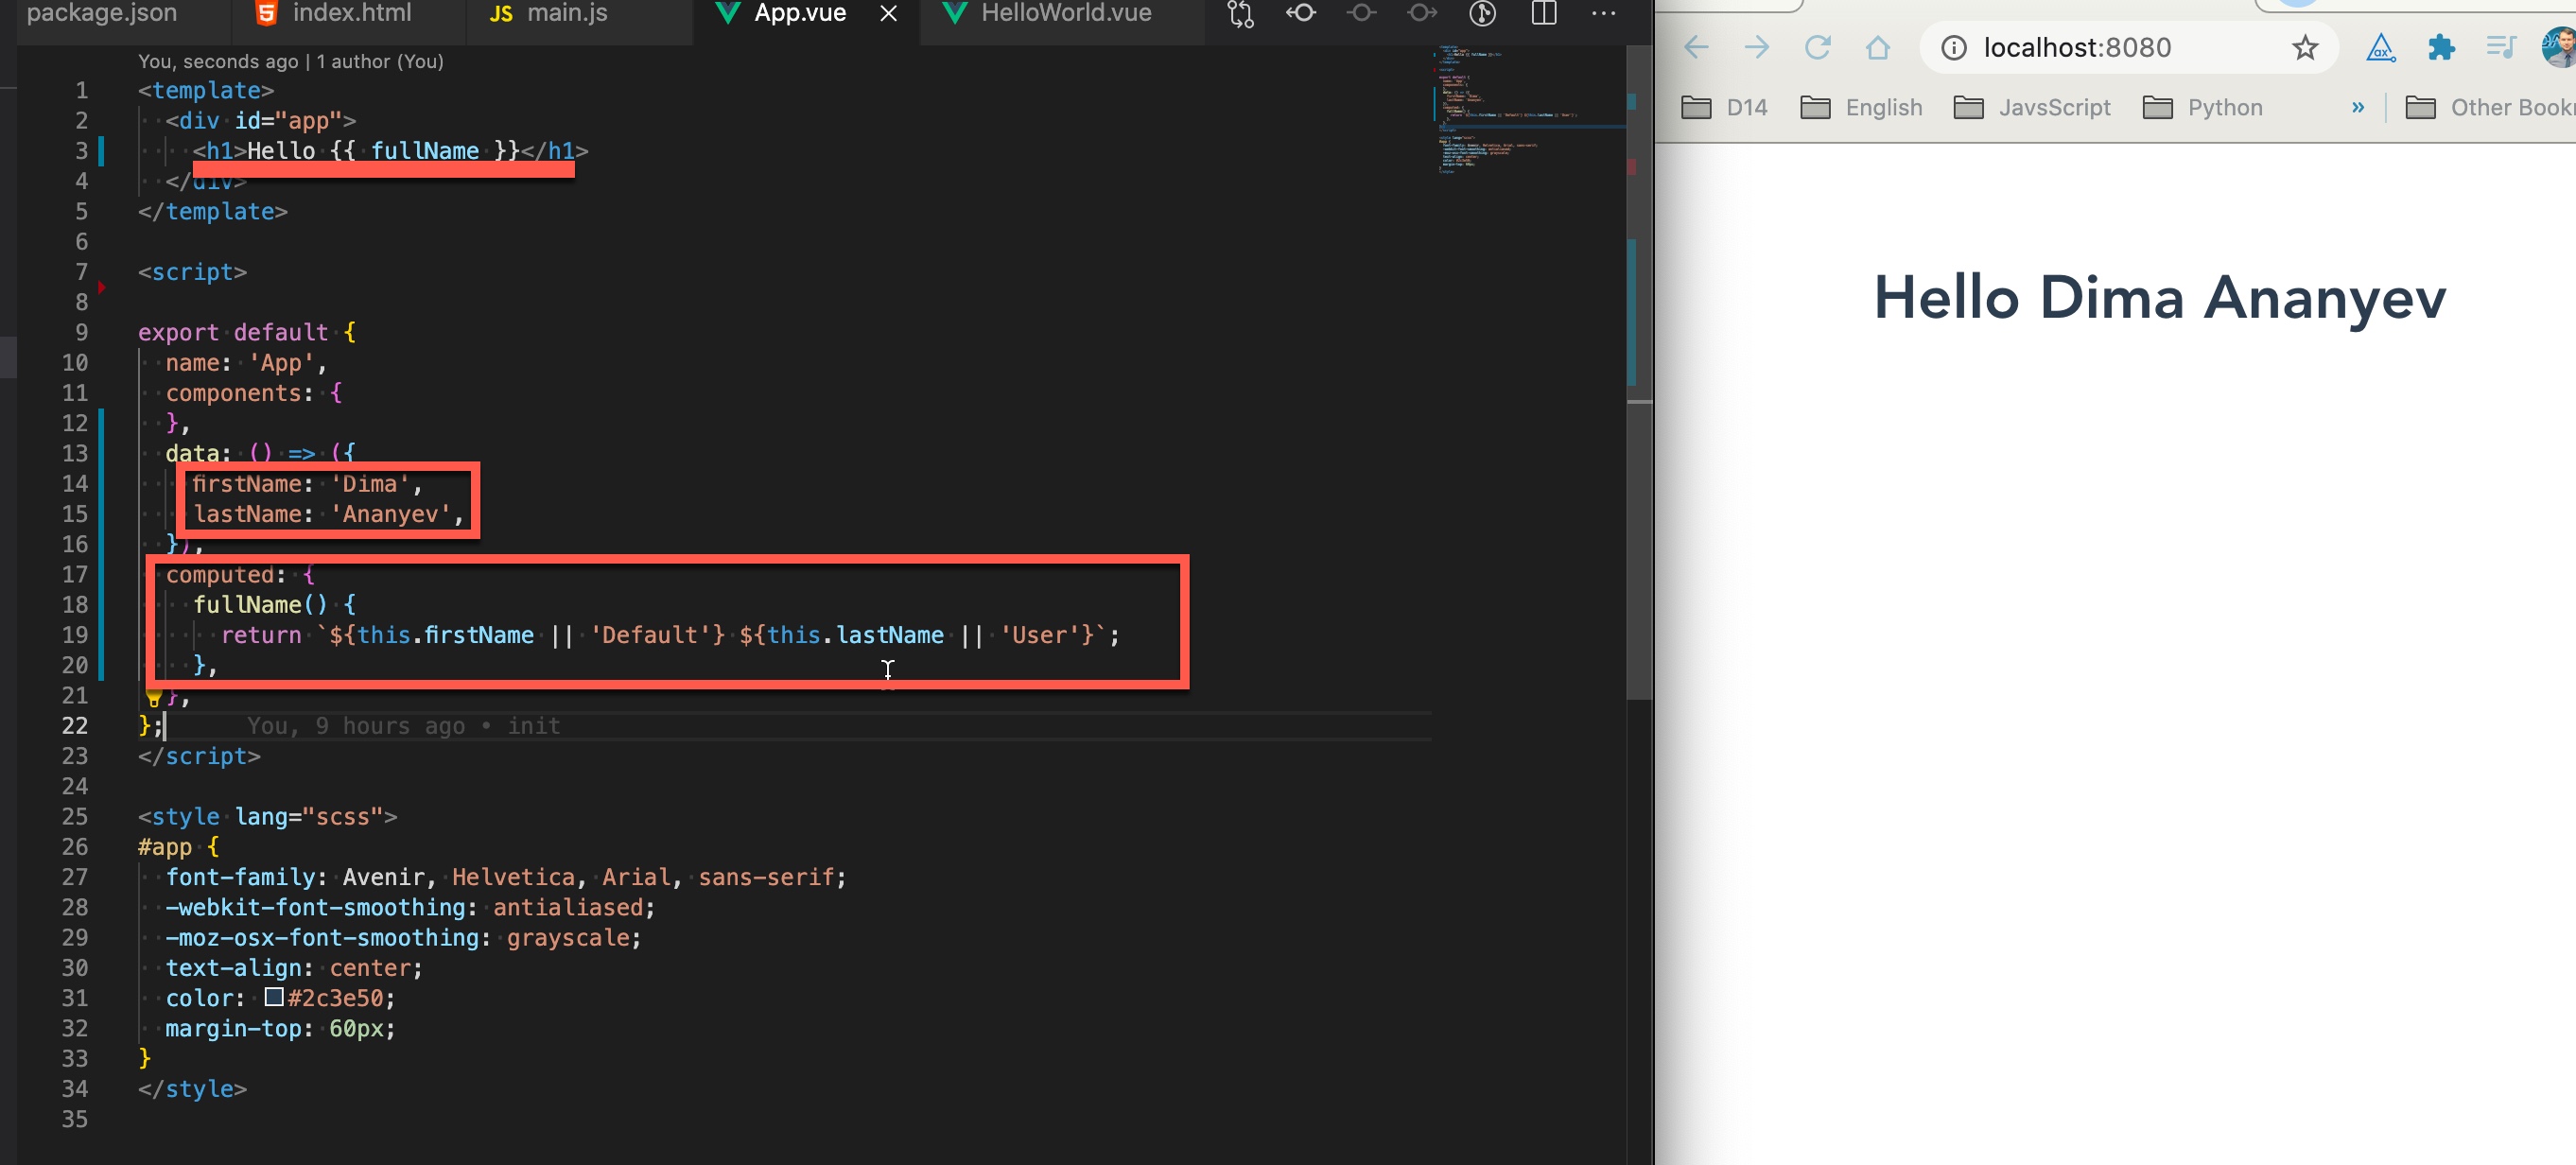 package.json
index.html
JS main.js
App.vue
HelloWorld.vue
You, seconds ago | 1 author (You)
1 <template>
2 <div id="app">
3 <h1>Hello {{ fullName }}</h1>
4 </div>
5 </template>
6
7 <script>
8
9 export default {
10 name: 'App',
11 components: {
12 },
13 data: () => ({
14 firstName: 'Dima',
15 lastName: 'Ananyev',
16 }),
17 computed: {
18 fullName() {
19 return `${this.firstName || 'Default'} ${this.lastName || 'User'}`;
20 },
21 },
22 }; You, 9 hours ago • init
23 </script>
24
25 <style lang="scss">
26 #app {
27 font-family: Avenir, Helvetica, Arial, sans-serif;
28 -webkit-font-smoothing: antialiased;
29 -moz-osx-font-smoothing: grayscale;
30 text-align: center;
31 color: #2c3e50;
32 margin-top: 60px;
33 }
34 </style>
35
localhost:8080
D14
English
JavsScript
Python
»
Other Book
Hello Dima Ananyev